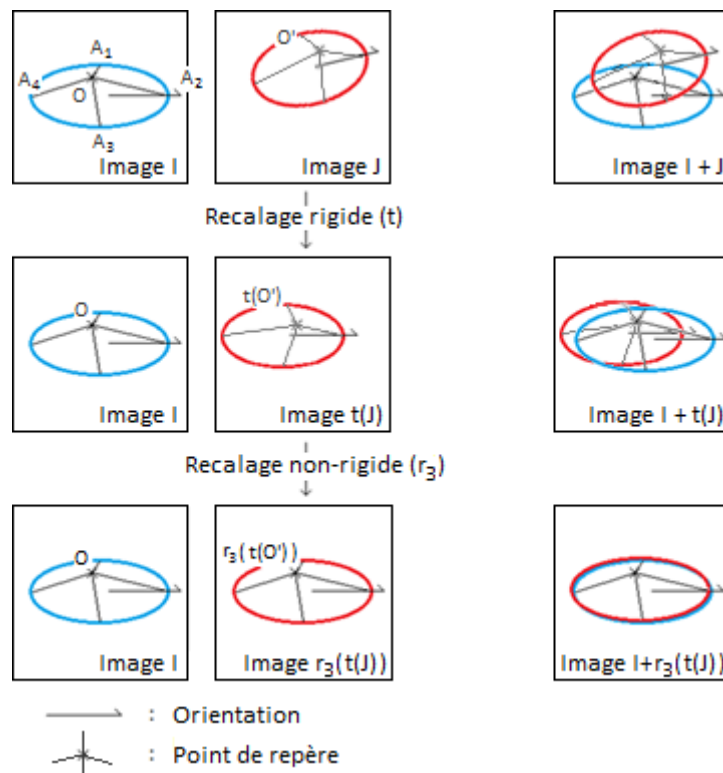 A₁
A₄
A₂
O
A₃
Image I
O'
Image J
Image I + J
Recalage rigide (t)
O
Image I
t(O')
Image t(J)
Image I + t(J)
Recalage non-rigide (r₃)
O
Image I
r₃(t(O'))
Image r₃(t(J))
Image I+r₃(t(J))
: Orientation
: Point de repère